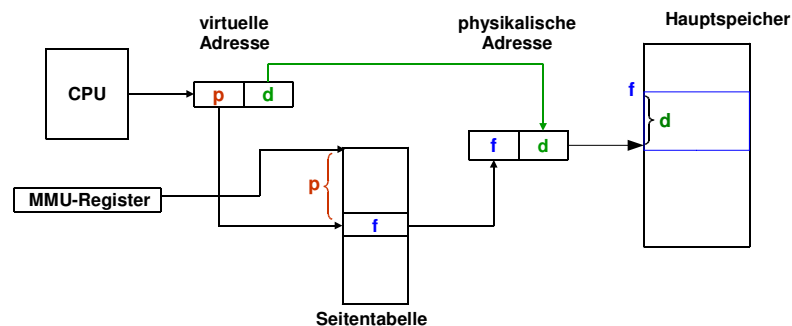 virtuelle
Adresse
physikalische
Adresse
Hauptspeicher
CPU
p d
f
d
f d
MMU-Register
p
f
Seitentabelle